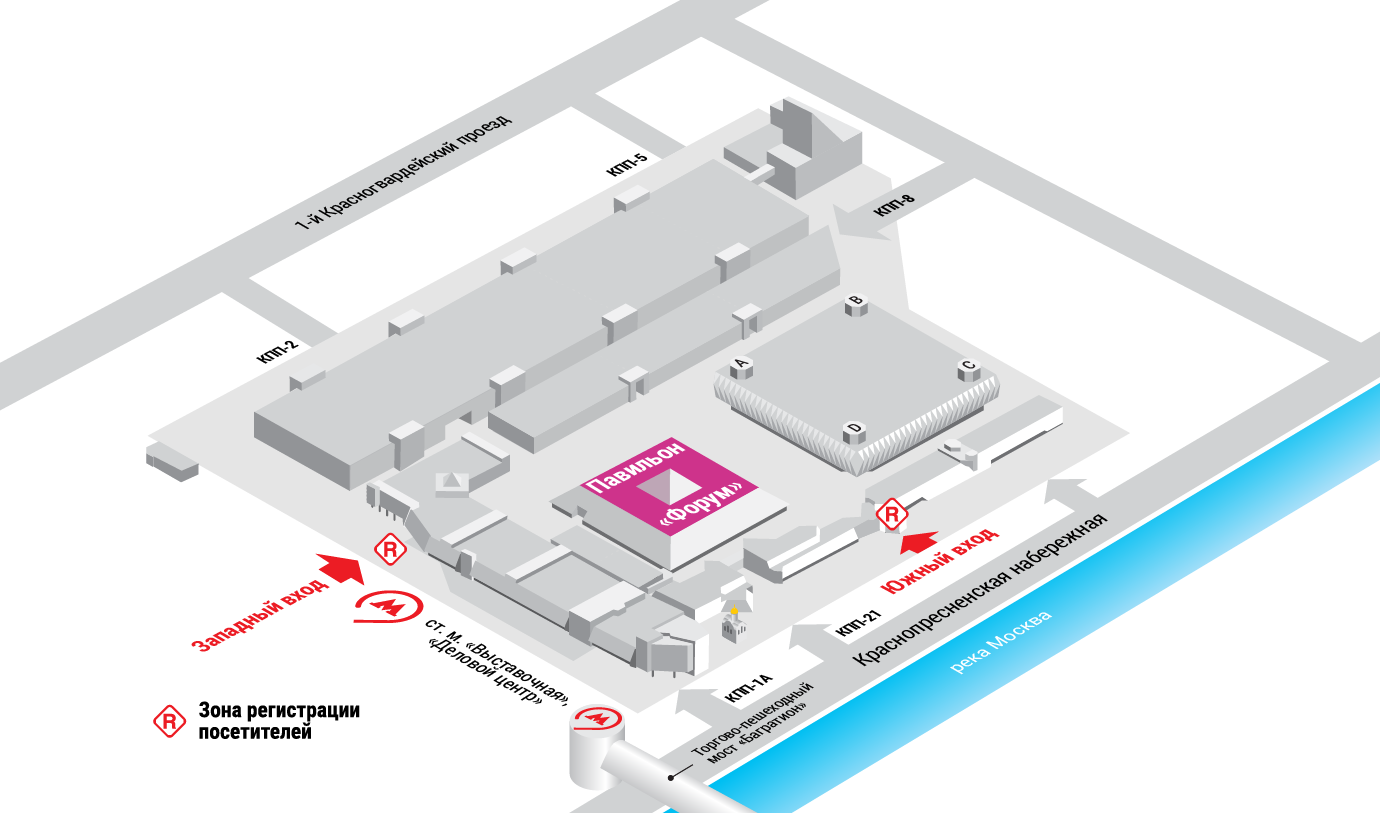 1-й Красногвардейский проезд
КПП-5
КПП-8
КПП-2
B
A
C
D
Павильон
«Форум»
R
R
Южный вход
Западный вход
ст. м. «Выставочная»,
«Деловой центр»
Краснопресненская набережная
река Москва
КПП-21
КПП-1А
Торгово-пешеходный
мост «Багратион»
R
Зона регистрации
посетителей